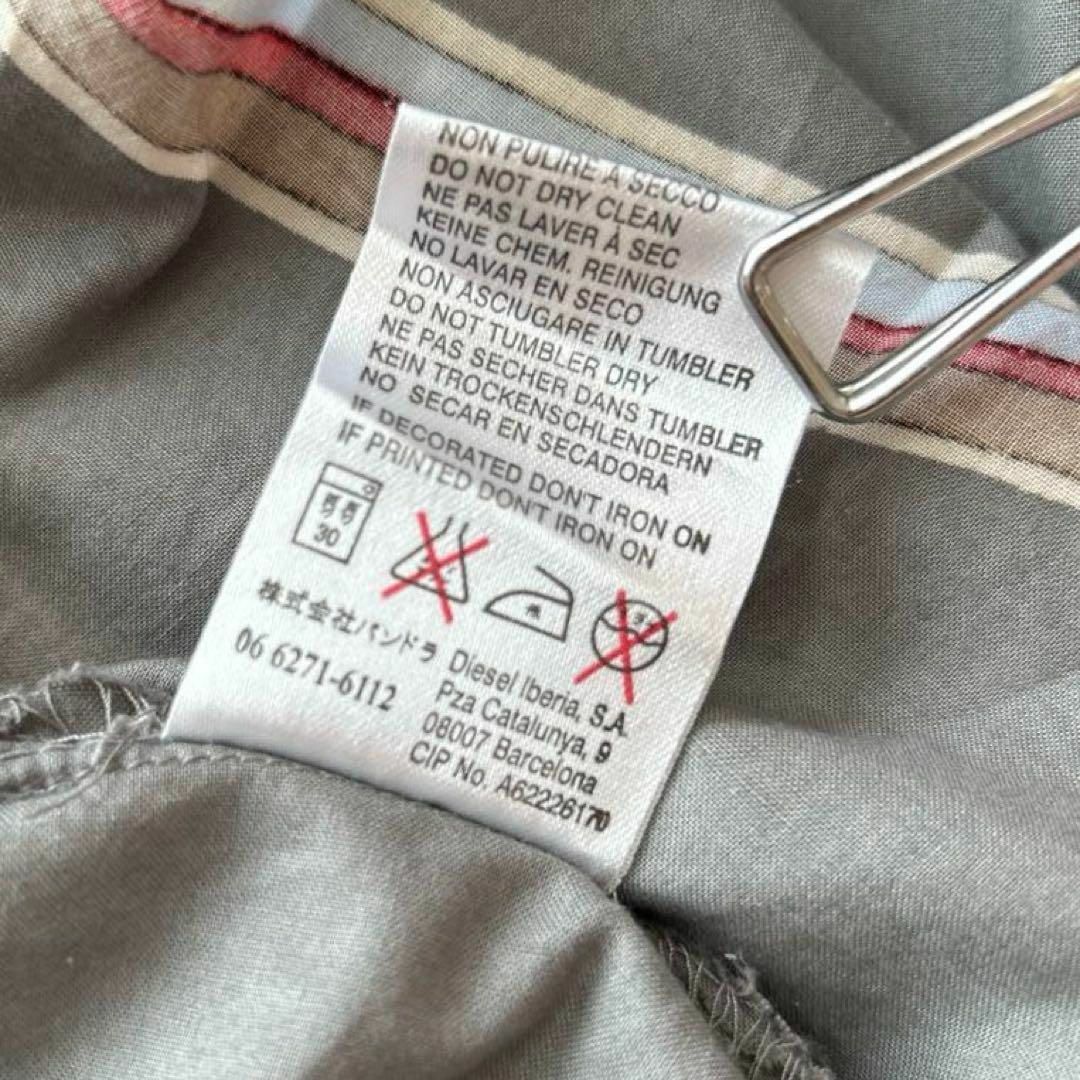 NON PULIRE A SECCO
DO NOT DRY CLEAN
NE PAS LAVER À SEC
KEINE CHEM. REINIGUNG
NO LAVAR EN SECO
NON ASCIUGARE IN TUMBLER
DO NOT TUMBLER DRY
NE PAS SECHER DANS TUMBLER
KEIN TROCKENSCHLENDERN
NO SECAR EN SECADORA
IF DECORATED DON'T IRON ON
IF PRINTED DON'T IRON ON
30
株式会社パンドラ
06 6271-6112
Diesel Iberia, S.A.
Pza Catalunya, 9
08007 Barcelona
CIP No. A62226170